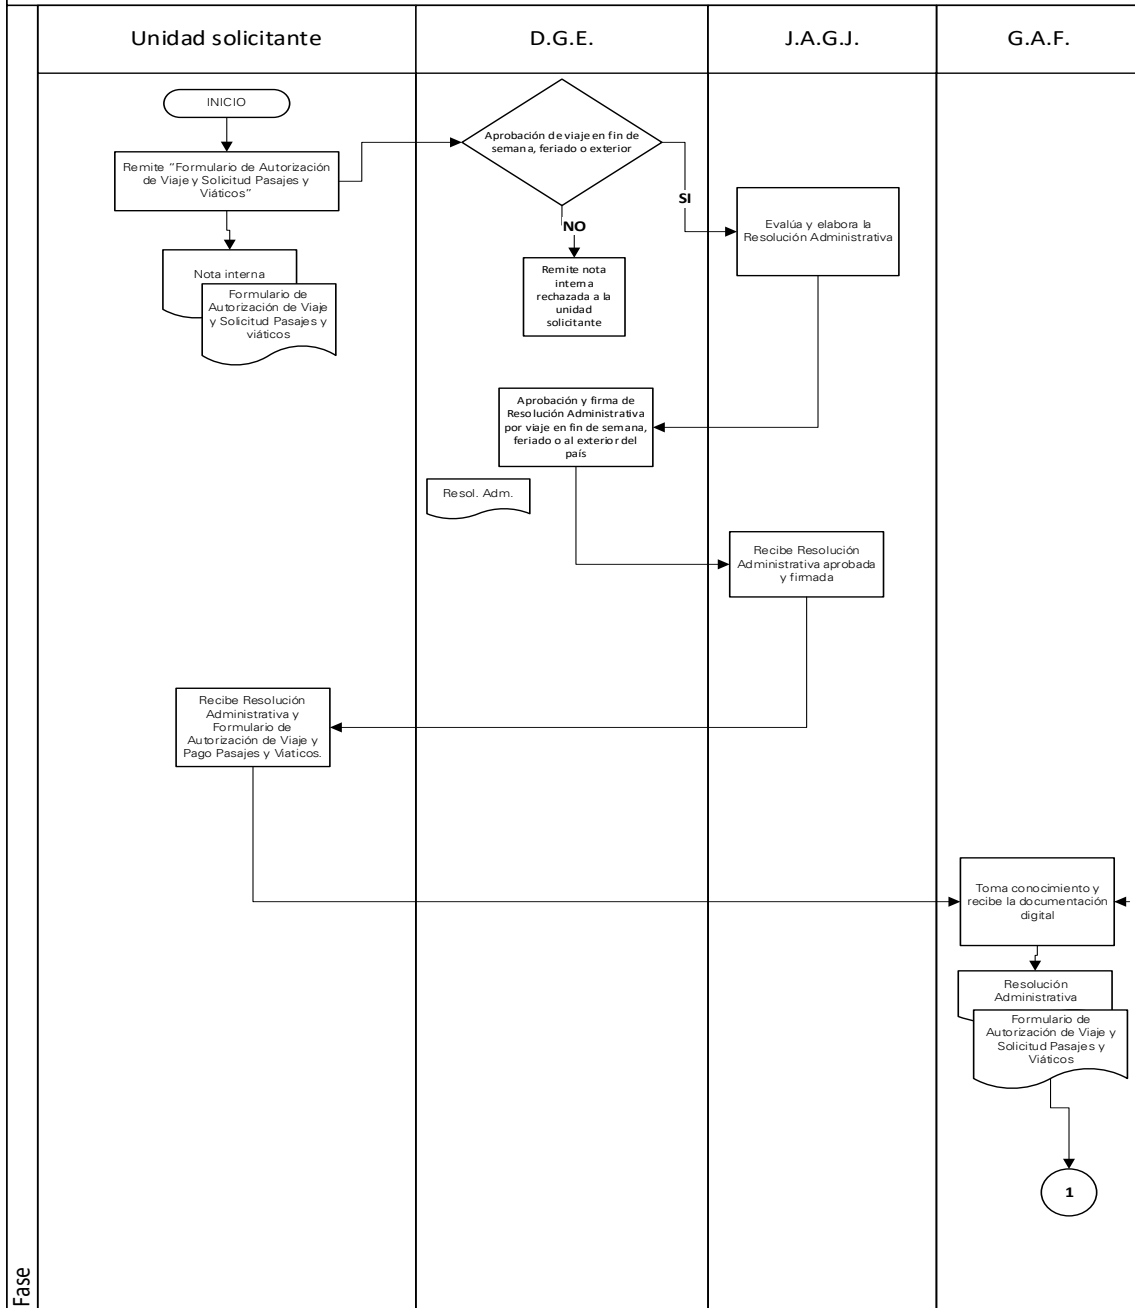 Unidad solicitante
D.G.E.
J.A.G.J.
G.A.F.
INICIO
Remite “Formulario de Autorización
de Viaje y Solicitud Pasajes y
Viáticos”
Nota interna
Formulario de
Autorización de Viaje
y Solicitud Pasajes y
viáticos
Aprobación de viaje en fin de
semana, feriado o exterior
SI
NO
Remite nota
interna
rechazada a la
unidad
solicitante
Evalúa y elabora la
Resolución Administrativa
Aprobación y firma de
Resolución Administrativa
por viaje en fin de semana,
feriado o al exterior del
país
Resol. Adm.
Recibe Resolución
Administrativa aprobada
y firmada
Recibe Resolución
Administrativa y
Formulario de
Autorización de Viaje y
Pago Pasajes y Viaticos.
Toma conocimiento y
recibe la documentación
digital
Resolución
Administrativa
Formulario de
Autorización de Viaje y
Solicitud Pasajes y
Viáticos
1
Fase